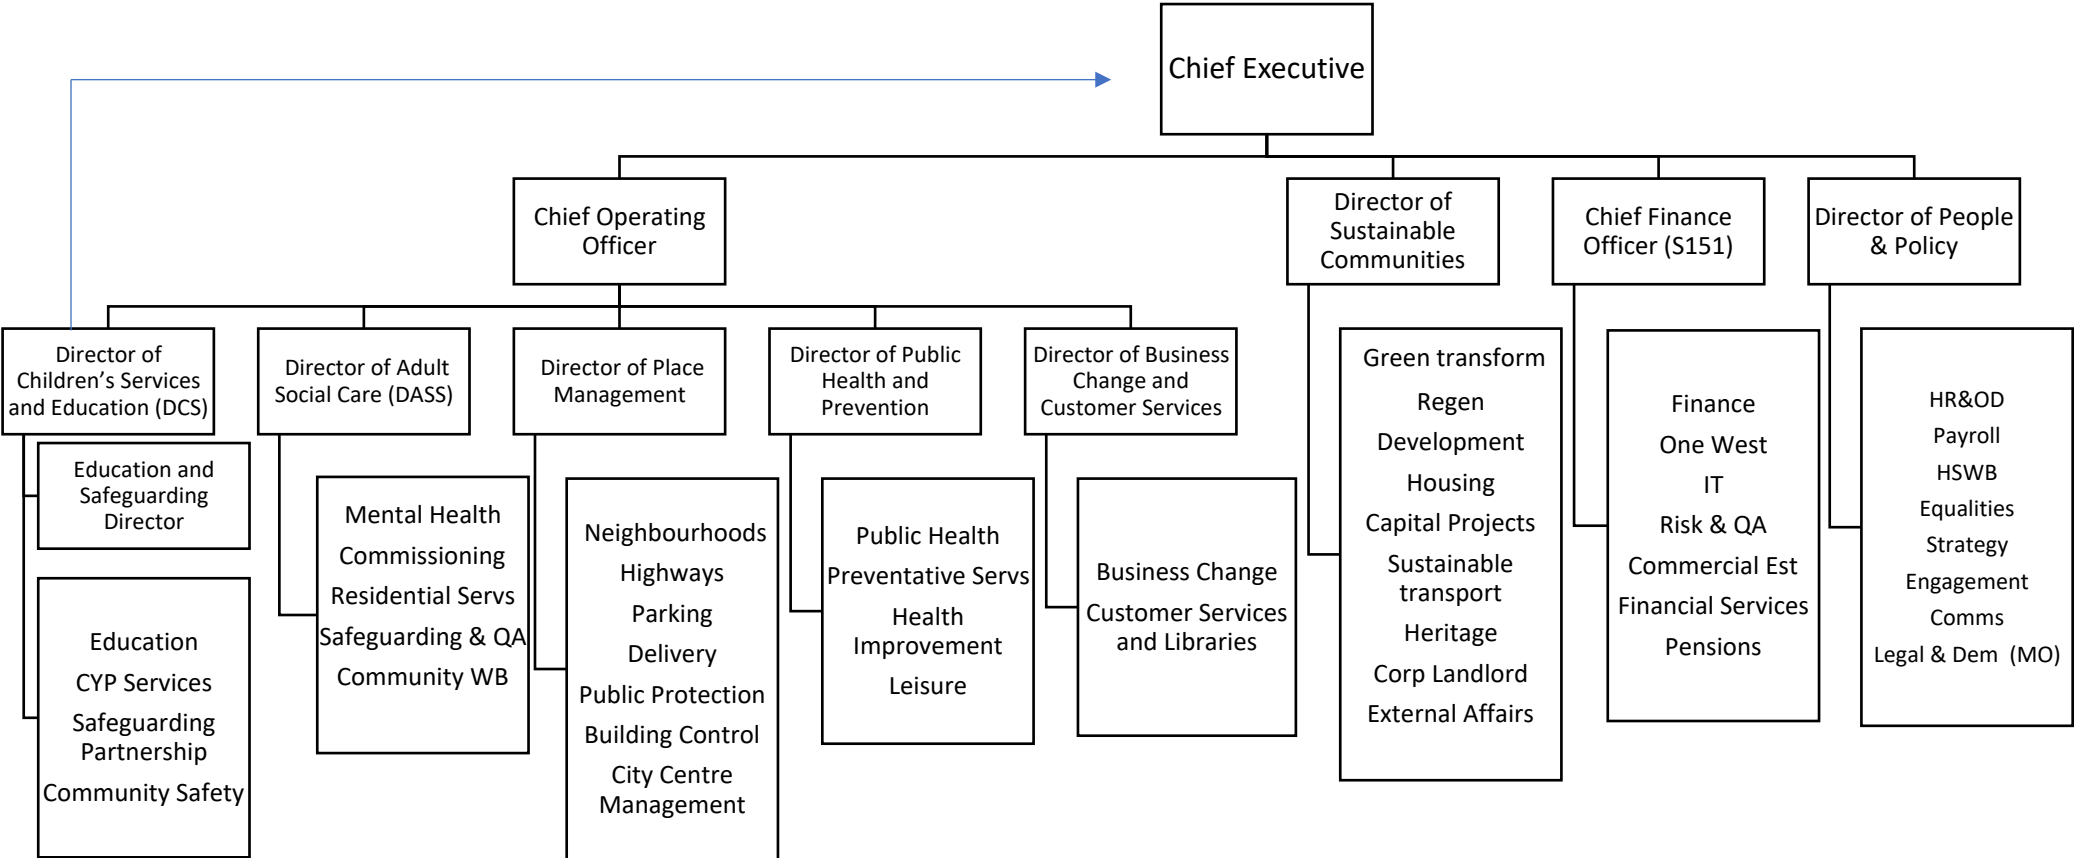 Chief Executive
Chief Operating
Officer
Director of
Sustainable
Communities
Chief Finance
Officer (S151)
Director of People
& Policy
Director of
Children’s Services
and Education (DCS)
Director of Adult
Social Care (DASS)
Director of Place
Management
Director of Public
Health and
Prevention
Director of Business
Change and
Customer Services
Education and
Safeguarding
Director
Education
CYP Services
Safeguarding
Partnership
Community Safety
Mental Health
Commissioning
Residential Servs
Safeguarding & QA
Community WB
Neighbourhoods
Highways
Parking
Delivery
Public Protection
Building Control
City Centre
Management
Public Health
Preventative Servs
Health
Improvement
Leisure
Business Change
Customer Services
and Libraries
Green transform
Regen
Development
Housing
Capital Projects
Sustainable
transport
Heritage
Corp Landlord
External Affairs
Finance
One West
IT
Risk & QA
Commercial Est
Financial Services
Pensions
HR&OD
Payroll
HSWB
Equalities
Strategy
Engagement
Comms
Legal & Dem (MO)